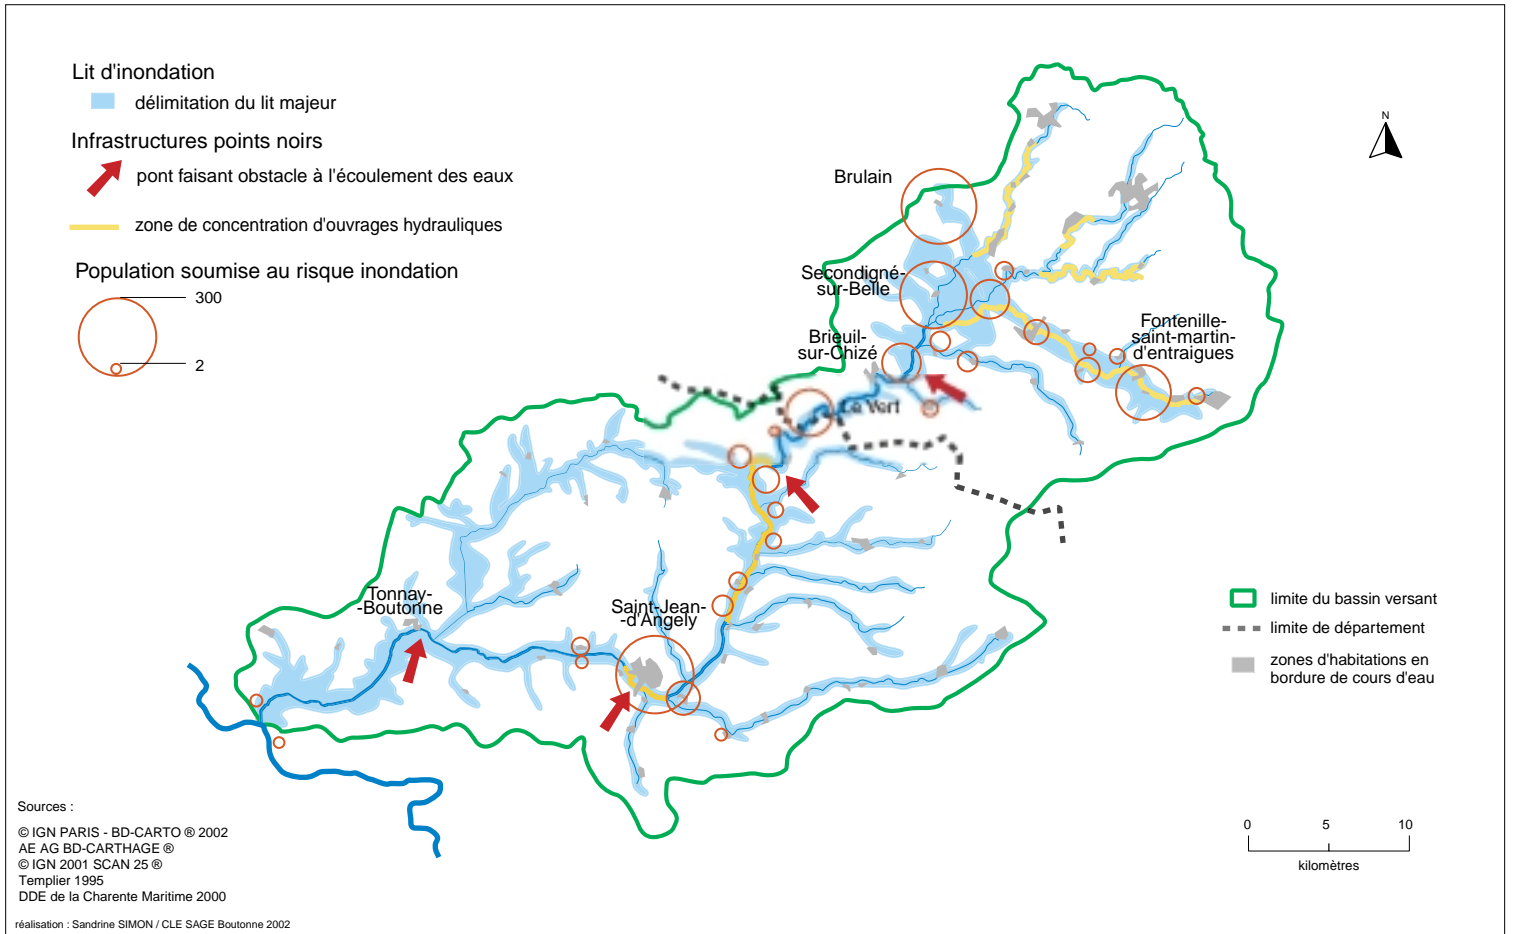 Lit d'inondation
délimitation du lit majeur
Infrastructures points noirs
pont faisant obstacle à l'écoulement des eaux
zone de concentration d'ouvrages hydrauliques
Population soumise au risque inondation
300
2
N
Brulain
Secondigné-
sur-Belle
Brieuil-
sur-Chizé
Fontenille-
saint-martin-
d'entraigues
Le Vert
Tonnay-
-Boutonne
Saint-Jean-
-d'Angely
limite du bassin versant
limite de département
zones d'habitations en
bordure de cours d'eau
Sources :
© IGN PARIS - BD-CARTO ® 2002
AE AG BD-CARTHAGE ®
© IGN 2001 SCAN 25 ®
Templier 1995
DDE de la Charente Maritime 2000
0 5 10
kilomètres
réalisation : Sandrine SIMON / CLE SAGE Boutonne 2002